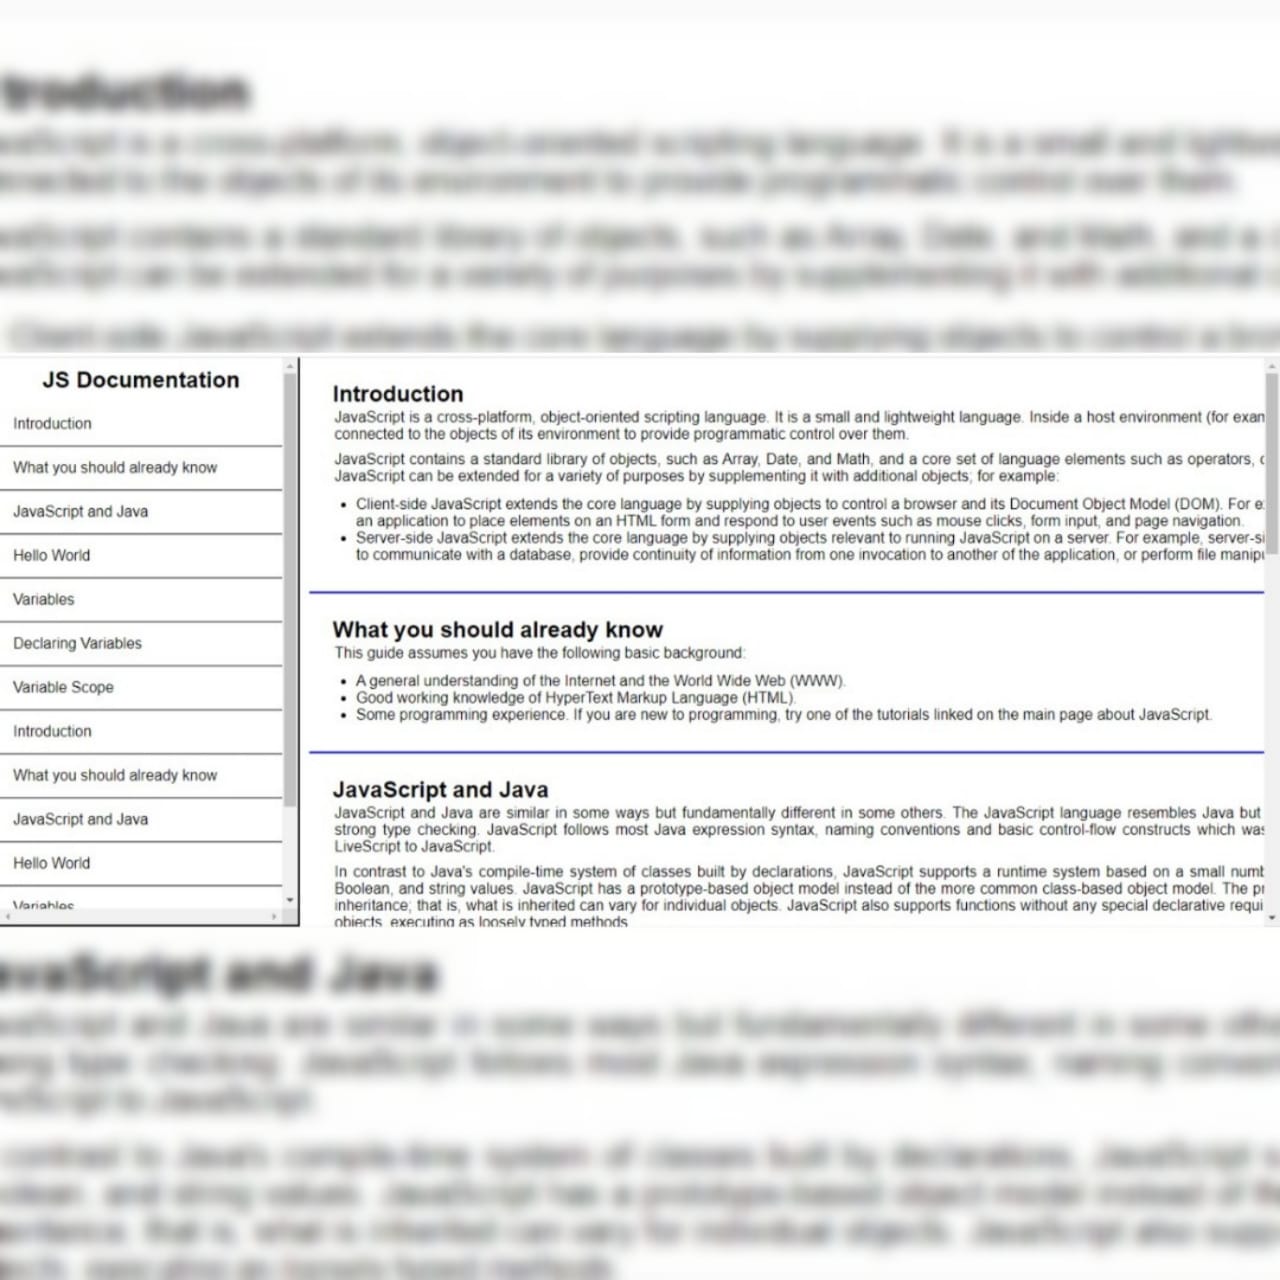 JS Documentation
Introduction
What you should already know
JavaScript and Java
Hello World
Variables
Declaring Variables
Variable Scope
Introduction
What you should already know
JavaScript and Java
Hello World
Variables
Introduction
JavaScript is a cross-platform, object-oriented scripting language. It is a small and lightweight language. Inside a host environment (for exam
connected to the objects of its environment to provide programmatic control over them.
JavaScript contains a standard library of objects, such as Array, Date, and Math, and a core set of language elements such as operators, c
JavaScript can be extended for a variety of purposes by supplementing it with additional objects; for example:
• Client-side JavaScript extends the core language by supplying objects to control a browser and its Document Object Model (DOM). For e
an application to place elements on an HTML form and respond to user events such as mouse clicks, form input, and page navigation.
• Server-side JavaScript extends the core language by supplying objects relevant to running JavaScript on a server. For example, server-si
to communicate with a database, provide continuity of information from one invocation to another of the application, or perform file manipu
What you should already know
This guide assumes you have the following basic background:
• A general understanding of the Internet and the World Wide Web (WWW).
• Good working knowledge of HyperText Markup Language (HTML).
• Some programming experience. If you are new to programming, try one of the tutorials linked on the main page about JavaScript.
JavaScript and Java
JavaScript and Java are similar in some ways but fundamentally different in some others. The JavaScript language resembles Java but
strong type checking. JavaScript follows most Java expression syntax, naming conventions and basic control-flow constructs which was
LiveScript to JavaScript.
In contrast to Java's compile-time system of classes built by declarations, JavaScript supports a runtime system based on a small numb
Boolean, and string values. JavaScript has a prototype-based object model instead of the more common class-based object model. The pr
inheritance; that is, what is inherited can vary for individual objects. JavaScript also supports functions without any special declarative requi
objects, executing as loosely typed methods